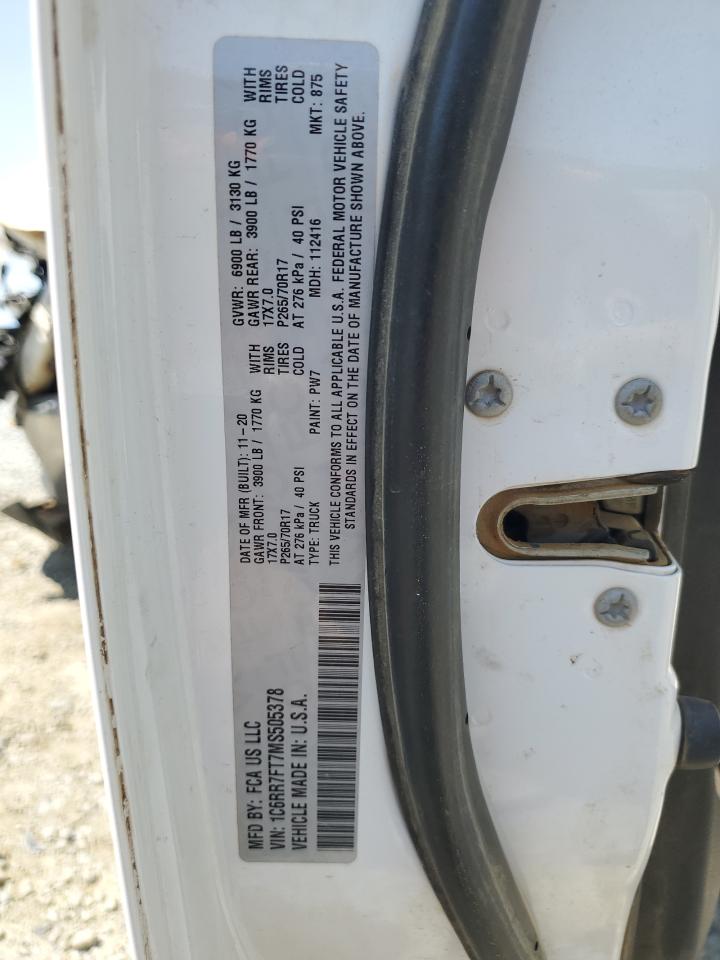 MFD BY: FCA US LLC
DATE OF MFR (BUILT): 11-20
GVWR: 6900 LB / 3130 KG
GAWR FRONT: 3900 LB / 1770 KG WITH
GAWR REAR: 3900 LB / 1770 KG WITH
17X7.0 RIMS
17X7.0 RIMS
P265/70R17 TIRES
P265/70R17 TIRES
AT 276 kPa / 40 PSI COLD
AT 276 kPa / 40 PSI COLD
VIN: 1C6RR7FT7MS505378
TYPE: TRUCK
PAINT: PW7
MDH: 112416
MKT: 875
VEHICLE MADE IN: U.S.A.
THIS VEHICLE CONFORMS TO ALL APPLICABLE U.S.A. FEDERAL MOTOR VEHICLE SAFETY
STANDARDS IN EFFECT ON THE DATE OF MANUFACTURE SHOWN ABOVE.